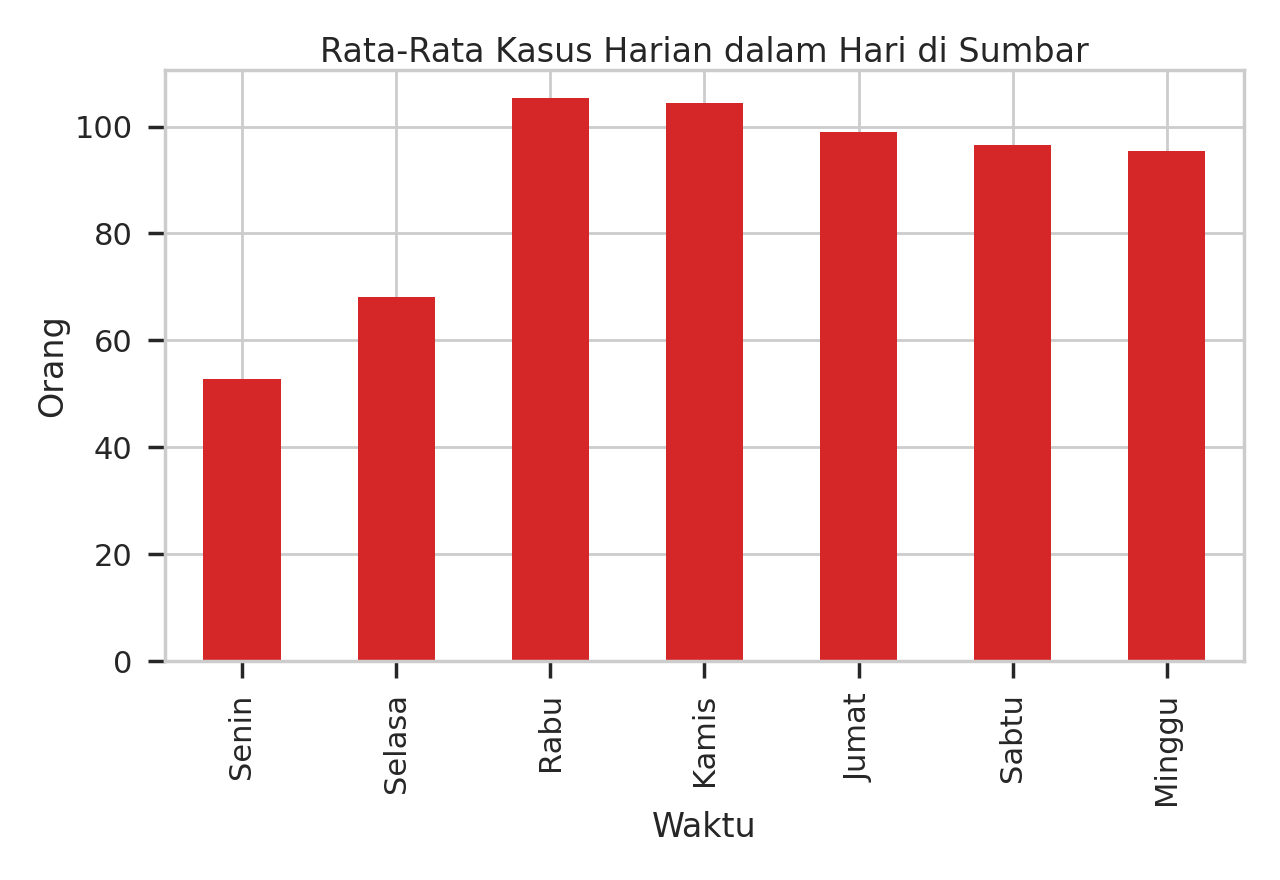 Rata-Rata Kasus Harian dalam Hari di Sumbar
Orang
100
80
60
40
20
0
Senin
Selasa
Rabu
Kamis
Jumat
Sabtu
Minggu
Waktu